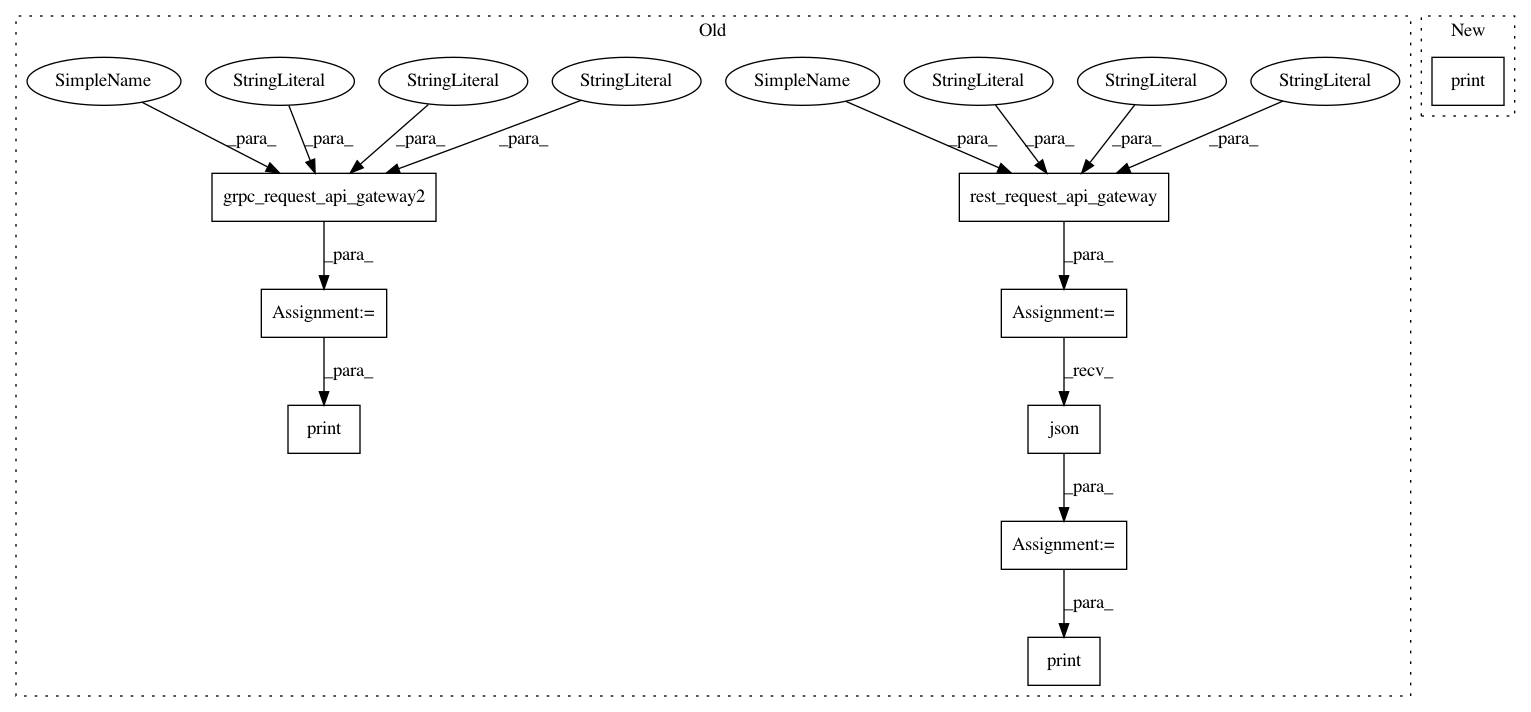 Old
New
SimpleName
StringLiteral
StringLiteral
StringLiteral
SimpleName
StringLiteral
StringLiteral
StringLiteral
print
_para_
_para_
_para_
_para_
_para_
_para_
_para_
_para_
grpc_request_api_gateway2
rest_request_api_gateway
_para_
_para_
Assignment:=
Assignment:=
_para_
_recv_
print
json
_para_
Assignment:=
_para_
print